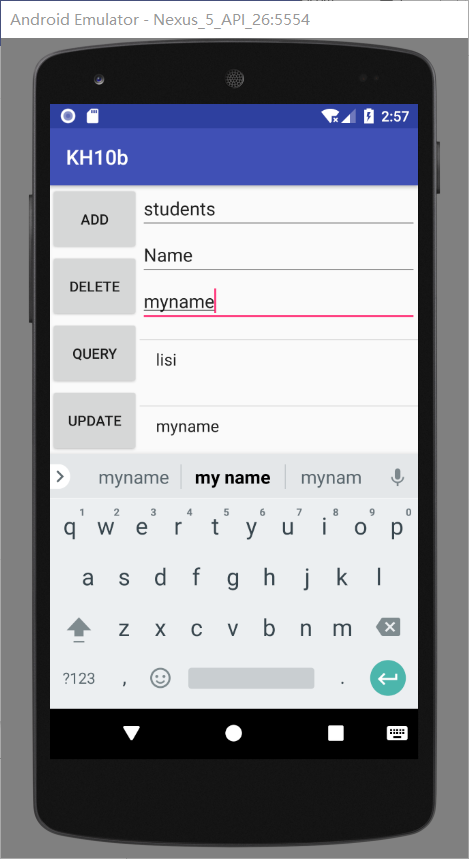 Android Emulator - Nexus_5_API_26:5554
2:57
KH10b
ADD
students
DELETE
Name
myname
QUERY
lisi
UPDATE
myname
myname my name mynam
1 2 3 4 5 6 7 8 9 0
q w e r t y u i o p
a s d f g h j k l
z x c v b n m
?123 , .